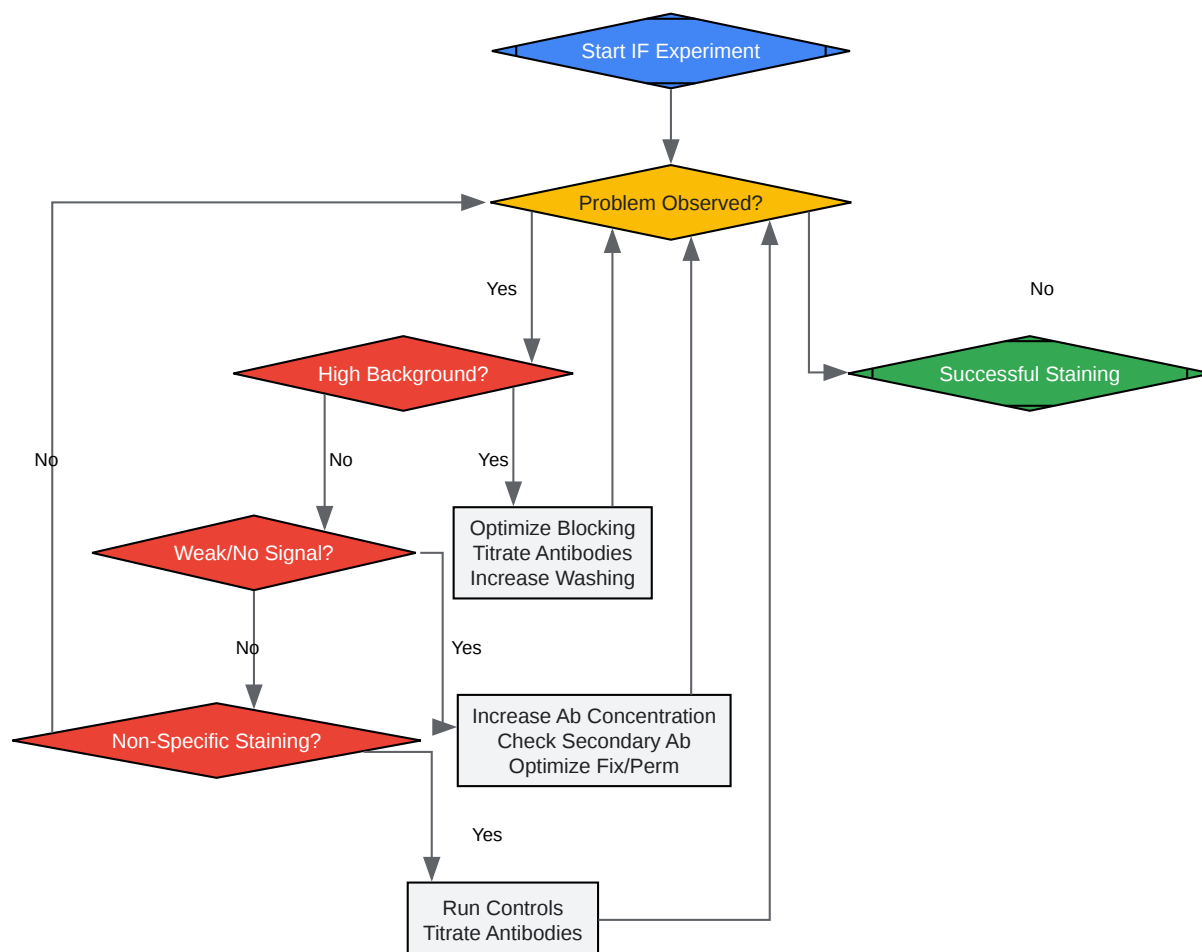 Start IF Experiment
Problem Observed?
Yes
No
High Background?
Successful Staining
No
No
Yes
Optimize Blocking
Titrate Antibodies
Increase Washing
Weak/No Signal?
No
Yes
Increase Ab Concentration
Check Secondary Ab
Optimize Fix/Perm
Non-Specific Staining?
Yes
Run Controls
Titrate Antibodies